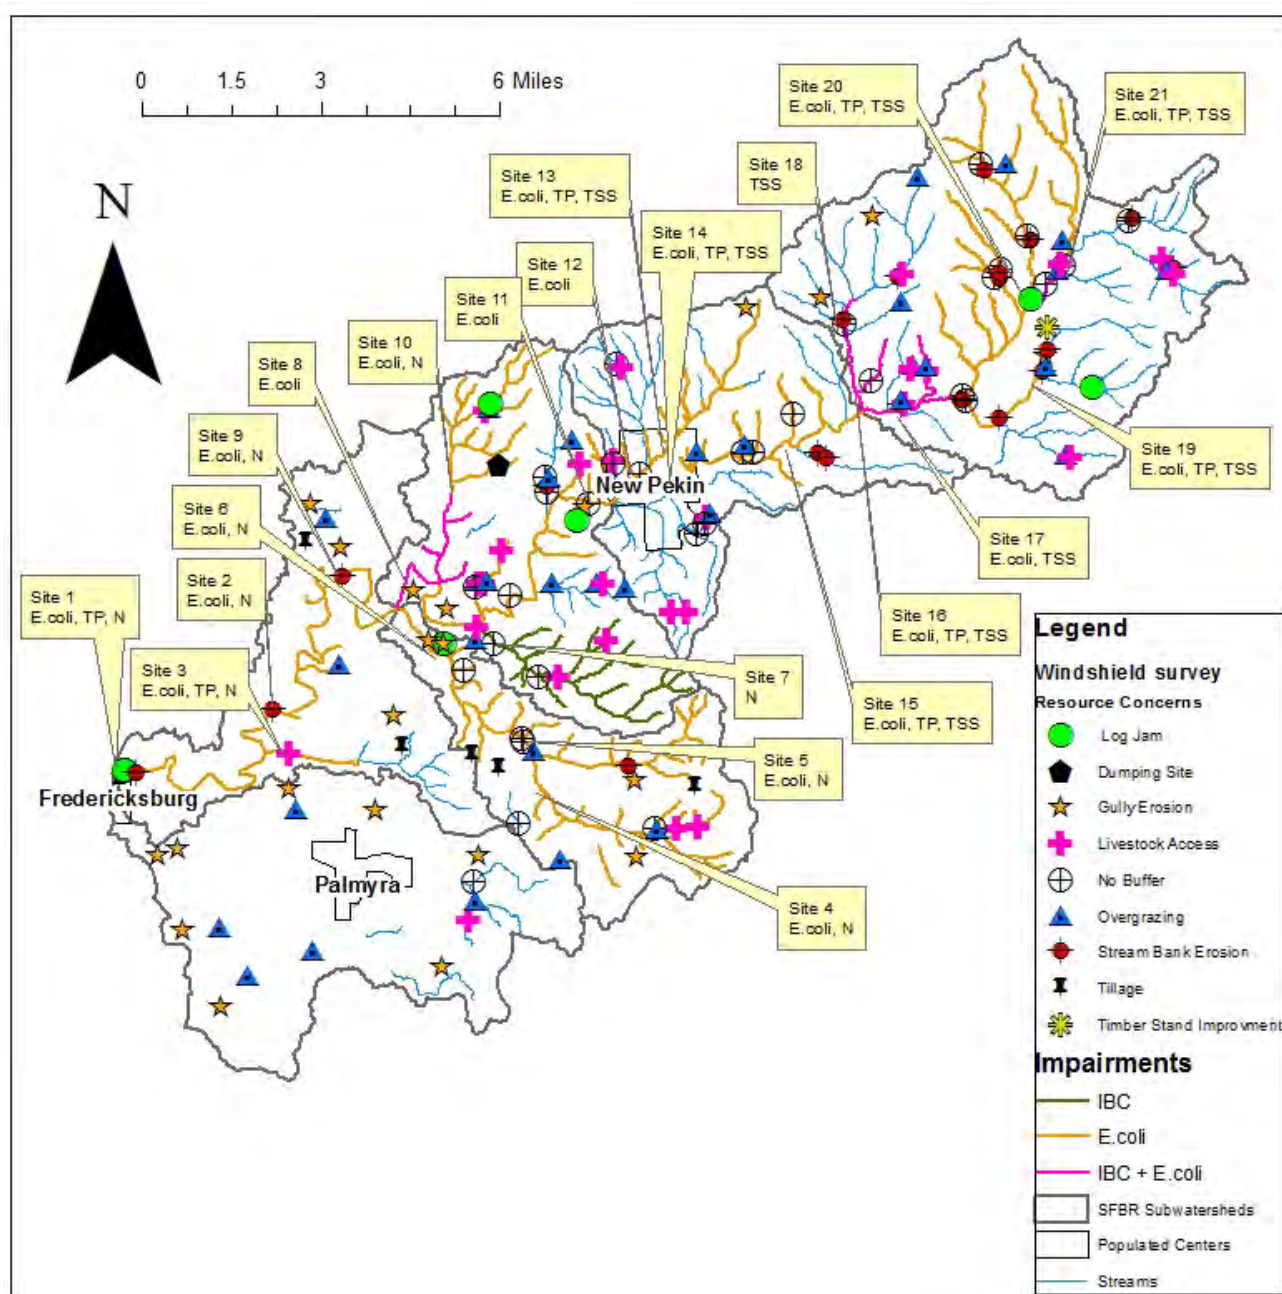 0 1.5 3 6 Miles
N
Site 20
E.coli, TP, TSS
Site 21
E.coli, TP, TSS
Site 18
TSS
Site 13
E.coli, TP, TSS
Site 14
E.coli, TP, TSS
Site 12
E.coli
Site 11
E.coli
Site 10
E.coli, N
Site 8
E.coli
Site 9
E.coli, N
Site 6
E.coli, N
Site 2
E.coli, N
Site 1
E.coli, TP, N
Site 3
E.coli, TP, N
New Pekin
Site 19
E.coli, TP, TSS
Site 17
E.coli, TSS
Site 16
E.coli, TP, TSS
Site 7
N
Site 15
E.coli, TP, TSS
Site 5
E.coli, N
Site 4
E.coli, N
Fredericksburg
Palmyra
Legend
Windshield survey
Resource Concerns
Log Jam
Dumping Site
Gully Erosion
Livestock Access
No Buffer
Overgrazing
Stream Bank Erosion
Tillage
Timber Stand Improvment
Impairments
IBC
E.coli
IBC + E.coli
SFBR Subwatersheds
Populated Centers
Streams